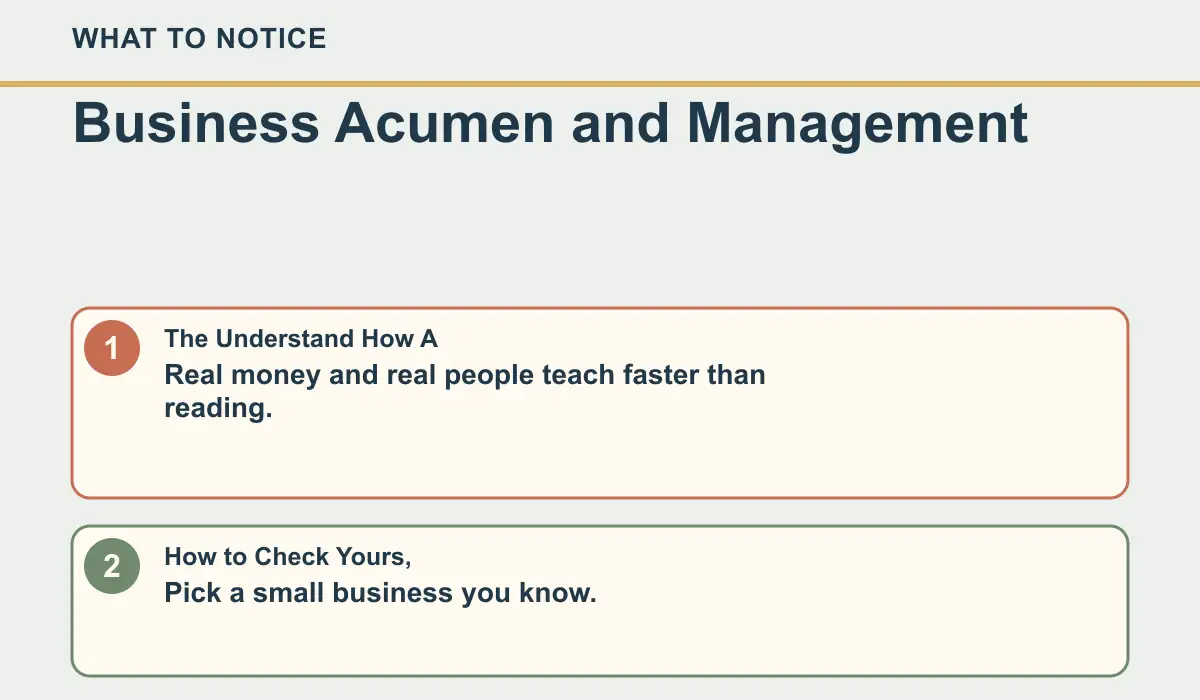 WHAT TO NOTICE
Business Acumen and Management
1
The Understand How A
Real money and real people teach faster than
reading.
2
How to Check Yours,
Pick a small business you know.